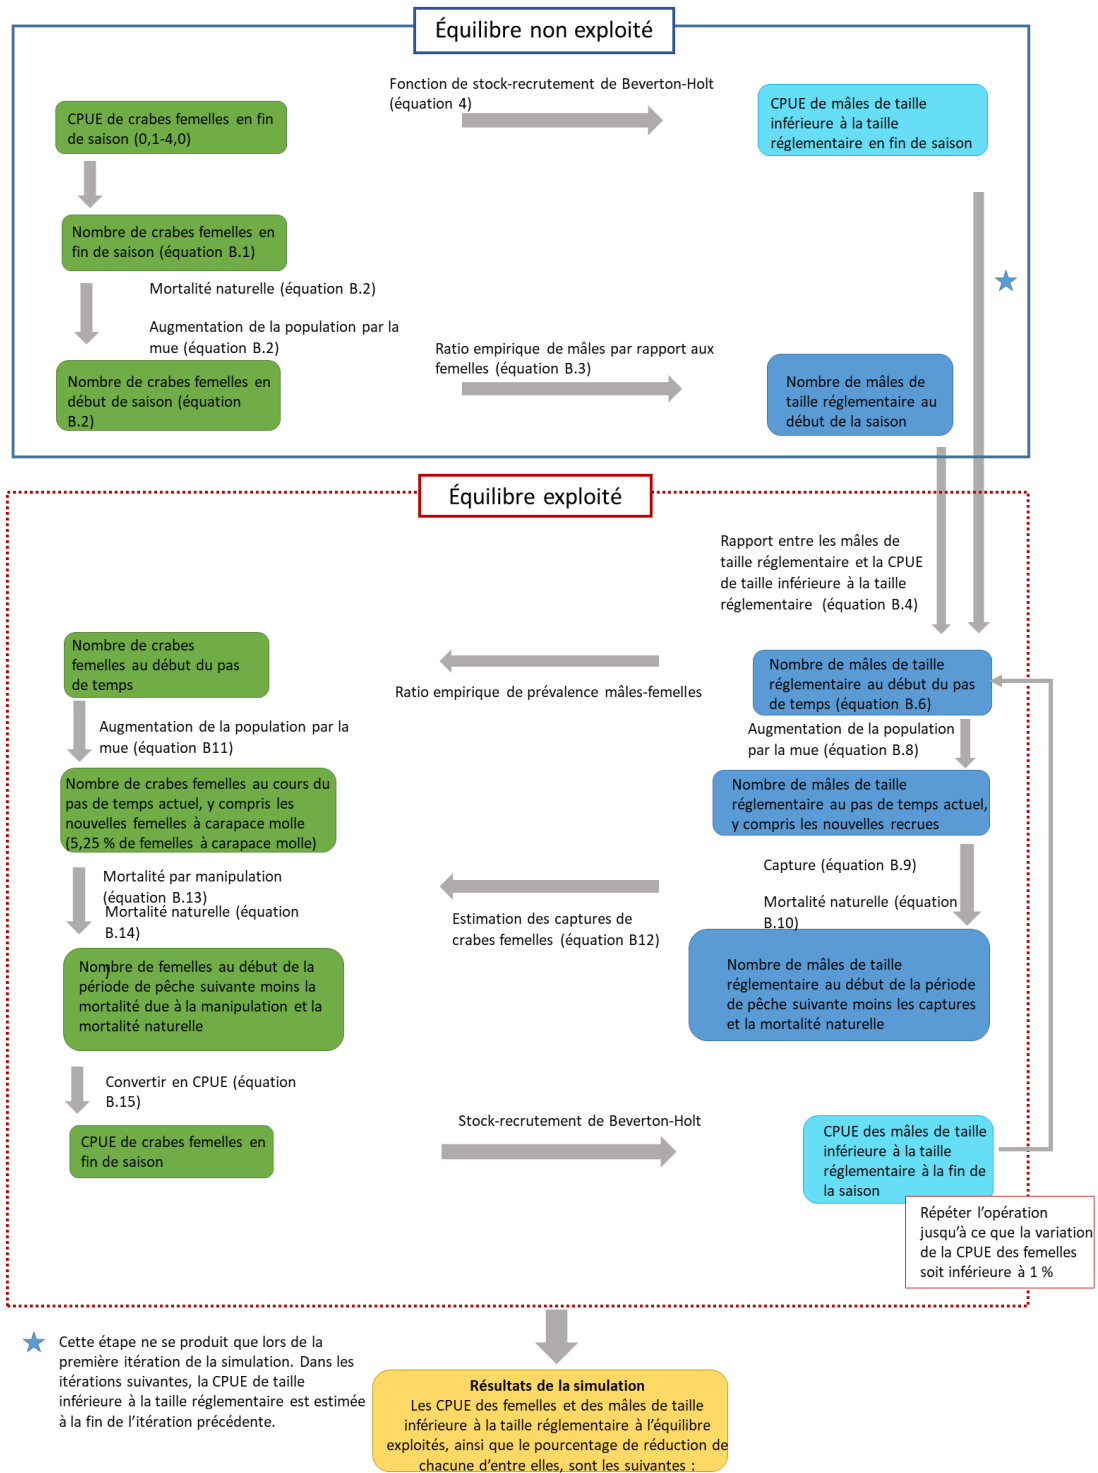 Équilibre non exploité
Fonction de stock-recrutement de Beverton-Holt
(équation 4)
CPUE de crabes femelles en fin
de saison (0,1-4,0)
CPUE de mâles de taille
inférieure à la taille
réglementaire en fin de saison
Nombre de crabes femelles en
fin de saison (équation B.1)
Mortalité naturelle (équation B.2)
Augmentation de la population par la
mue (équation B.2)
Ratio empirique de mâles par rapport aux
femelles (équation B.3)
Nombre de crabes femelles en
début de saison (équation
B.2)
Nombre de mâles de
taille réglementaire au
début de la saison
Équilibre exploité
Rapport entre les mâles de
taille réglementaire et la CPUE
de taille inférieure à la taille
réglementaire (équation B.4)
Nombre de crabes
femelles au début du pas
de temps
Ratio empirique de prévalence mâles-femelles
Nombre de mâles de taille
réglementaire au début du pas
de temps (équation B.6)
Augmentation de la population par la
mue (équation B11)
Augmentation de la population
par la mue (équation B.8)
Nombre de crabes femelles au cours du
pas de temps actuel, y compris les
nouvelles femelles à carapace molle
(5,25 % de femelles à carapace molle)
Nombre de mâles de taille
réglementaire au pas de temps actuel,
y compris les nouvelles recrues
Mortalité par manipulation
(équation B.13)
Mortalité naturelle (équation
B.14)
Estimation des captures de
crabes femelles (équation B12)
Capture (équation B.9)
Mortalité naturelle (équation
B.10)
)
Nombre de femelles au début de la
période de pêche suivante moins la
mortalité due à la manipulation et la
mortalité naturelle
Nombre de mâles de taille
réglementaire au début de la période
de pêche suivante moins les captures
et la mortalité naturelle
Convertir en CPUE (équation
B.15)
Stock-recrutement de Beverton-Holt
CPUE de crabes femelles en
fin de saison
CPUE des mâles de taille
inférieure à la taille
réglementaire à la fin de
la saison
Répéter l’opération
jusqu’à ce que la variation
de la CPUE des femelles
soit inférieure à 1 %
Cette étape ne se produit que lors de la
première itération de la simulation. Dans les
itérations suivantes, la CPUE de taille
inférieure à la taille réglementaire est estimée
à la fin de l’itération précédente.
Résultats de la simulation
Les CPUE des femelles et des mâles de taille
inférieure à la taille réglementaire à l’équilibre
exploités, ainsi que le pourcentage de réduction de
chacune d’entre elles, sont les suivantes :